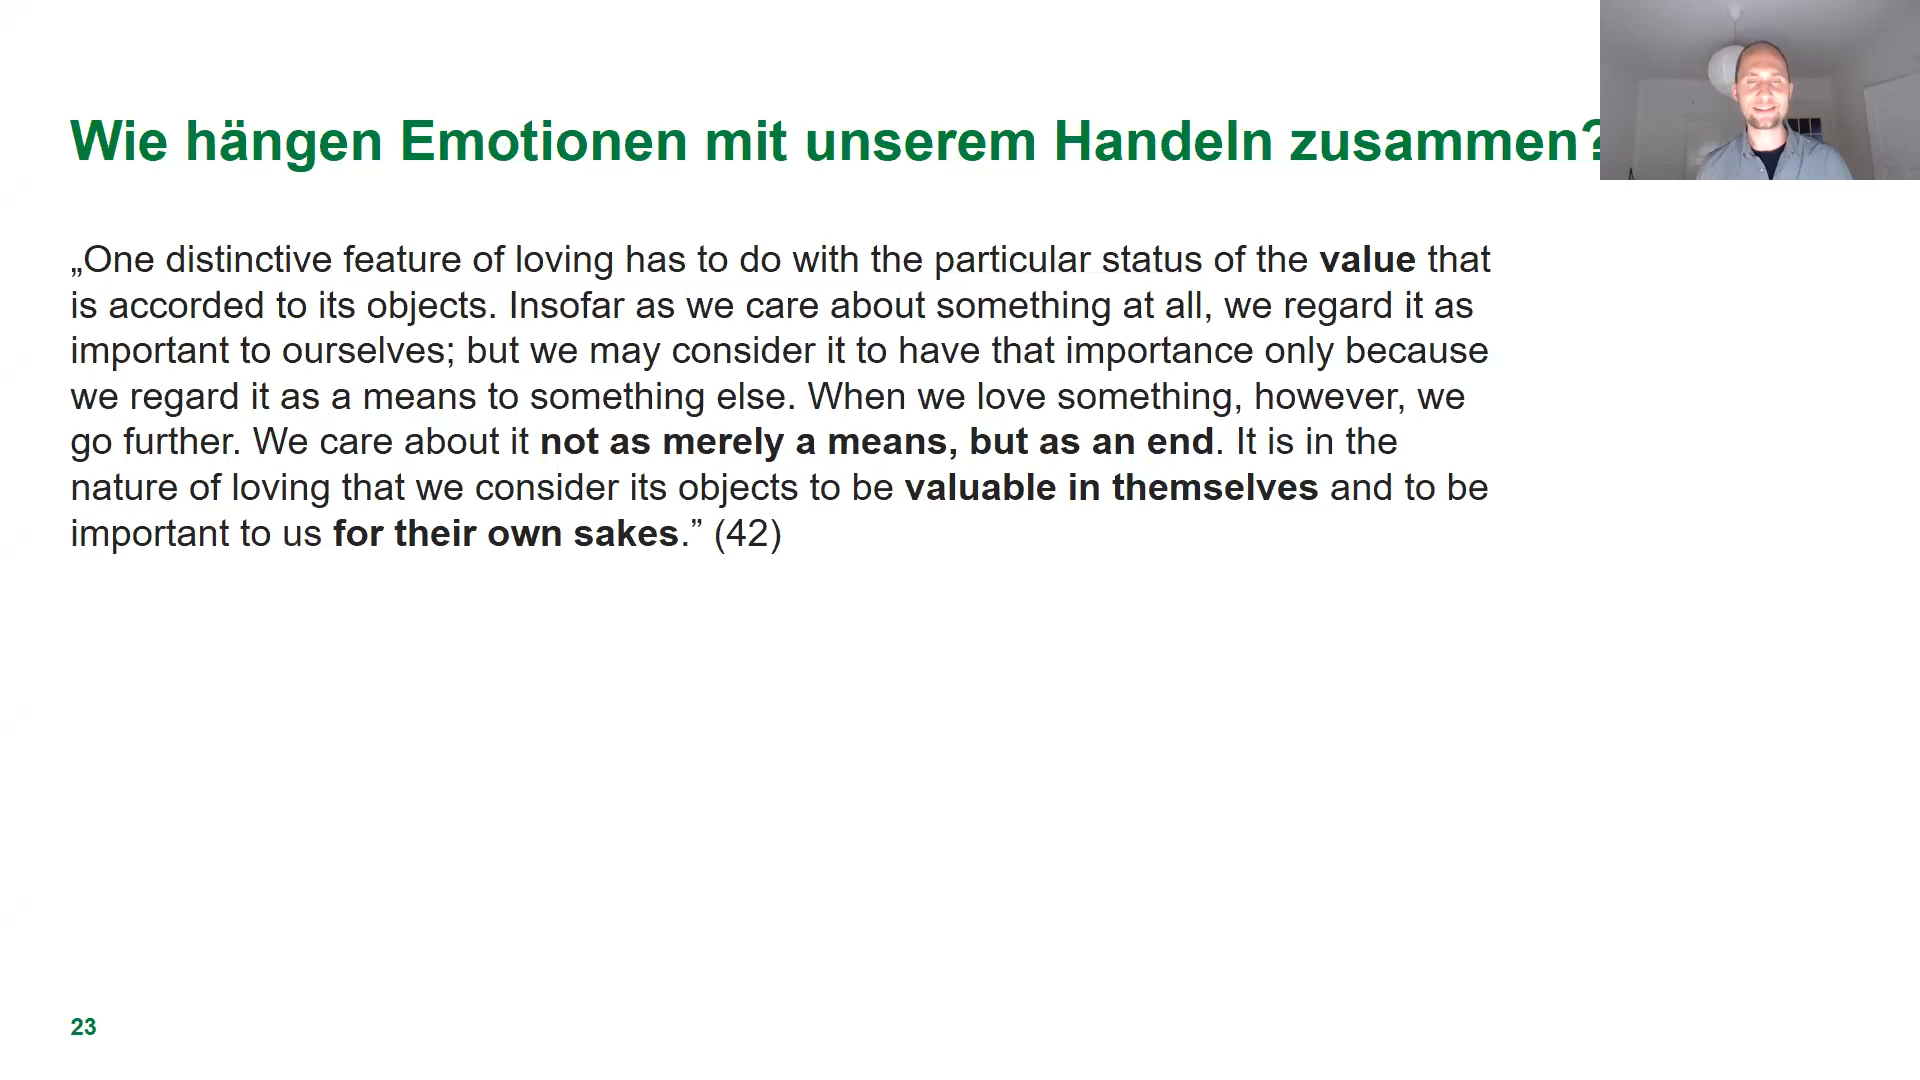 Wie hängen Emotionen mit unserem Handeln zusammen?
„One distinctive feature of loving has to do with the particular status of the value that
is accorded to its objects. Insofar as we care about something at all, we regard it as
important to ourselves; but we may consider it to have that importance only because
we regard it as a means to something else. When we love something, however, we
go further. We care about it not as merely a means, but as an end. It is in the
nature of loving that we consider its objects to be valuable in themselves and to be
important to us for their own sakes.” (42)
23